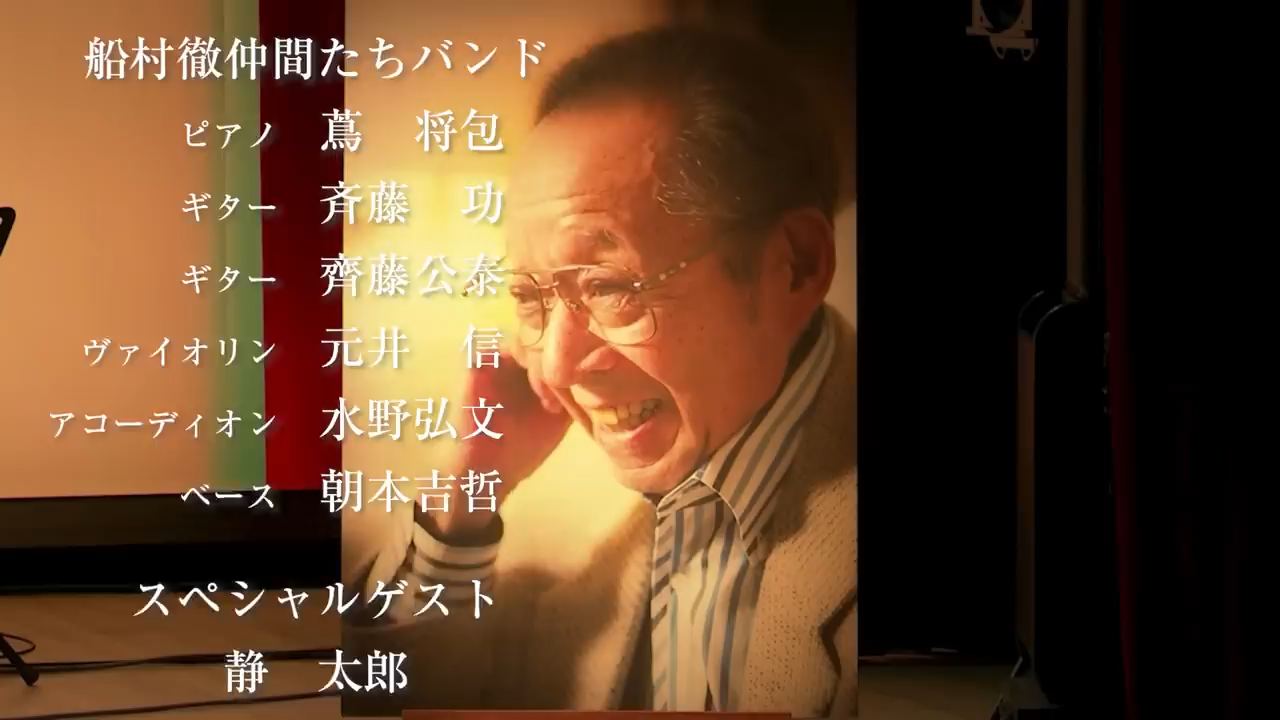 船村徹仲間たちバンド
ピアノ 蔦 将包
ギター 斉藤 功
ギター 齊藤公泰
ヴァイオリン 元井 信
アコーディオン 水野弘文
ベース 朝本吉哲
スペシャルゲスト
静 太郎